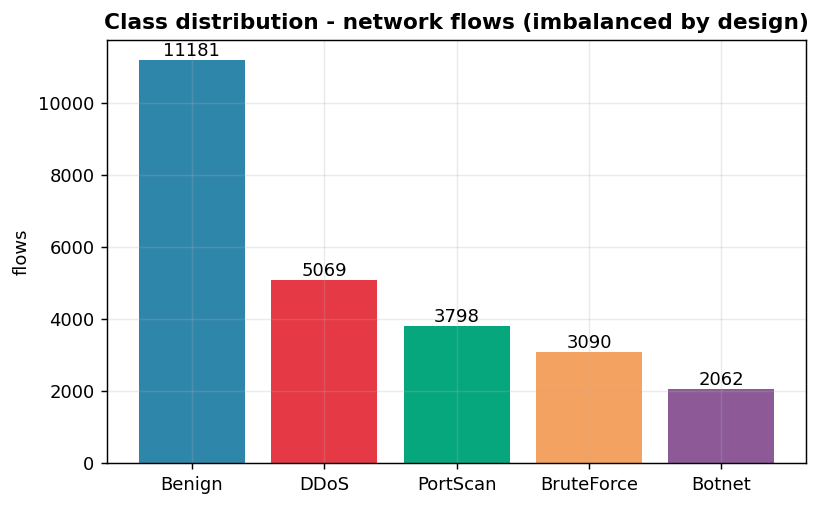 Class distribution - network flows (imbalanced by design)
11181
10000
8000
6000
5069
flows
4000
3798
3090
2062
2000
0
Benign
DDoS
PortScan
BruteForce
Botnet